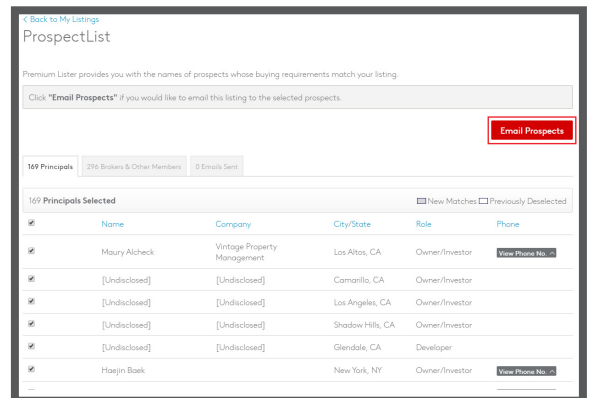 < Back to My Listings
ProspectList
Premium Lister provides you with the names of prospects whose buying requirements match your listing.
Click "Email Prospects" if you would like to email this listing to the selected prospects.
Email Prospects
169 Principals 296 Brokers & Other Members 0 Emails Sent
169 Principals Selected New Matches Previously Deselected
Name Company City/State Role Phone
Maury Alcheck Vintage Property Management Los Altos, CA Owner/Investor View Phone No.
[Undisclosed] [Undisclosed] Camarillo, CA Owner/Investor
[Undisclosed] [Undisclosed] Los Angeles, CA Owner/Investor
[Undisclosed] [Undisclosed] Shadow Hills, CA Owner/Investor
[Undisclosed] [Undisclosed] Glendale, CA Developer
Haejin Baek New York, NY Owner/Investor View Phone No.